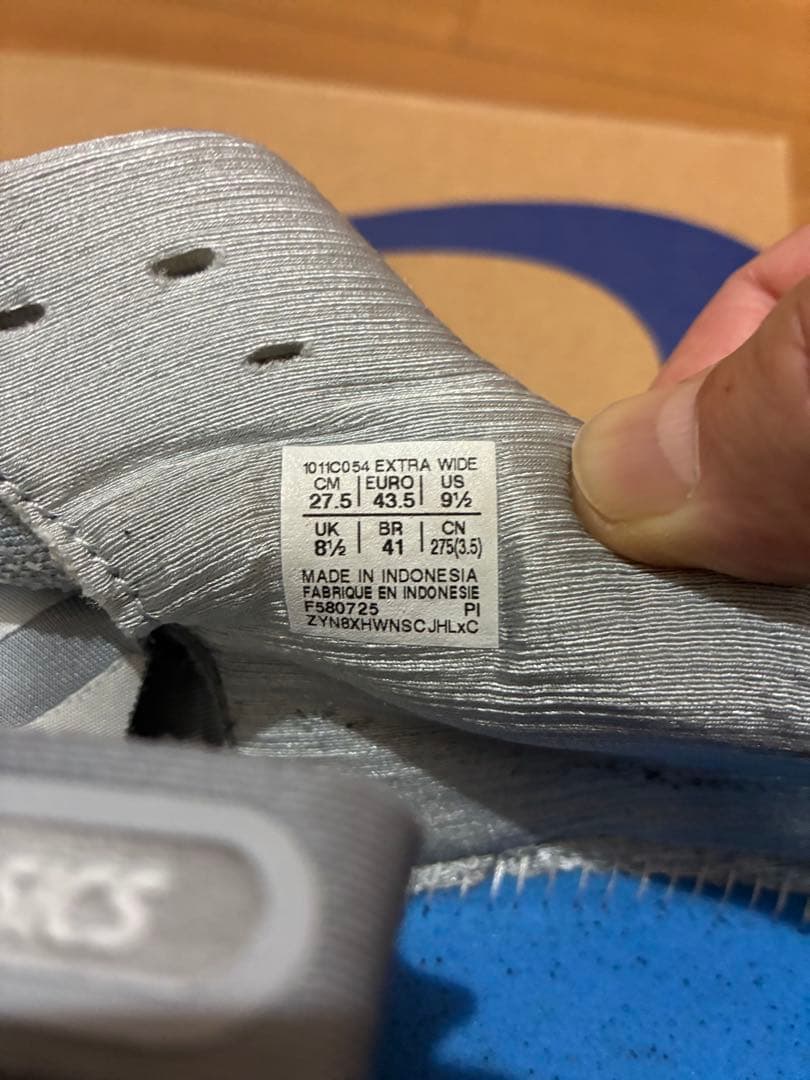 1011C054 EXTRA WIDE
CM EURO US
27.5 43.5 9½
UK BR CN
8½ 41 275(3.5)
MADE IN INDONESIA
FABRIQUE EN INDONESIE
F580725 PI
ZYN8XHWNSCJHLxC